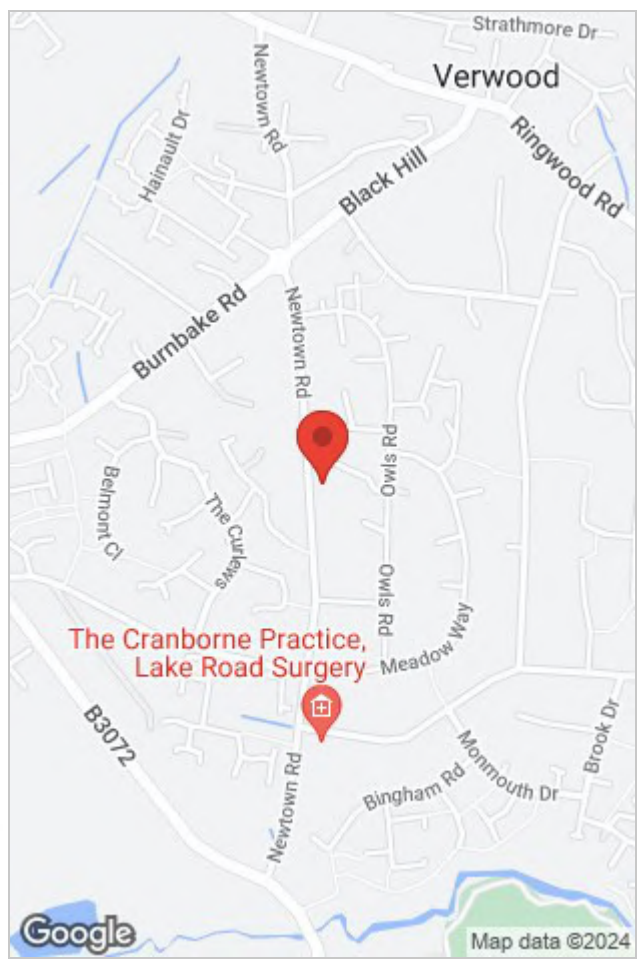 Strathmore Dr
Verwood
Newtown Rd
Hainault Dr
Ringwood Rd
Black Hill
Burnbake Rd
Newtown Rd
Owls Rd
Belmont Cl
The Curlews
Owls Rd
The Cranborne Practice,
Lake Road Surgery
Meadow Way
B3072
Brook Dr
Monmouth Dr
Newtown Rd
Bingham Rd
Google
Map data ©2024